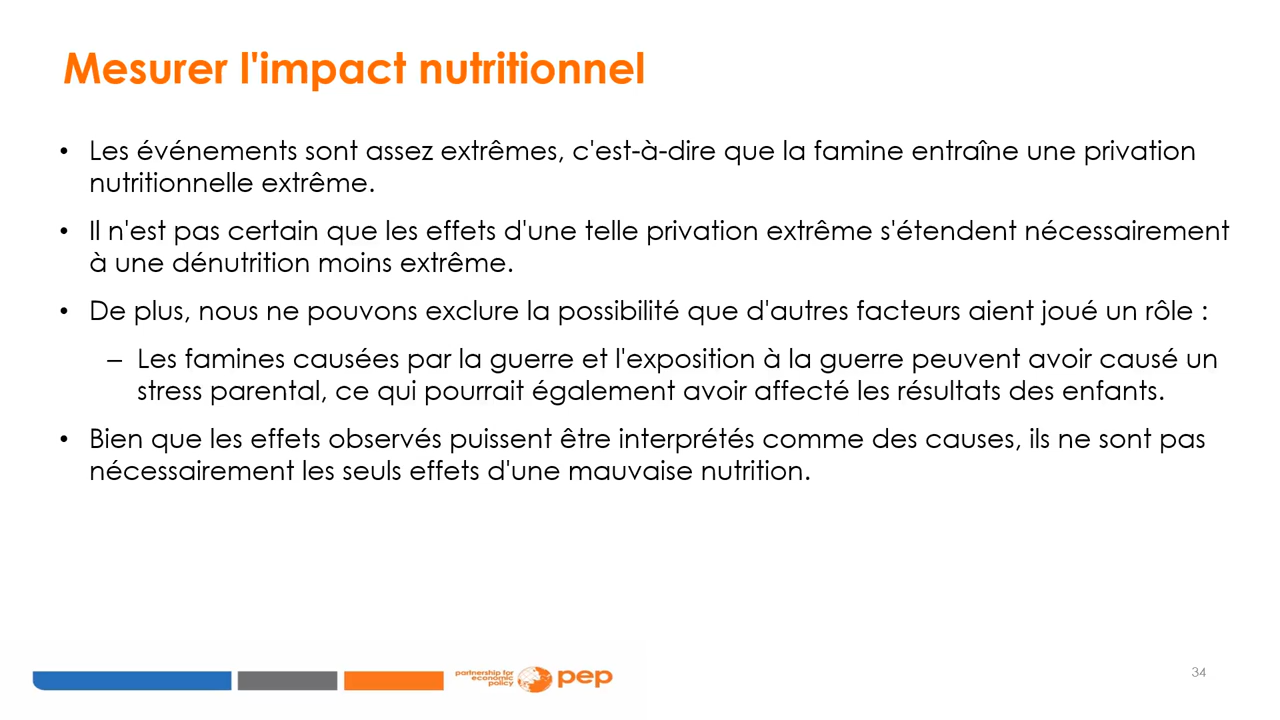 Mesurer l'impact nutritionnel
• Les événements sont assez extrêmes, c'est-à-dire que la famine entraîne une privation
nutritionnelle extrême.
• Il n'est pas certain que les effets d'une telle privation extrême s'étendent nécessairement
à une dénutrition moins extrême.
• De plus, nous ne pouvons exclure la possibilité que d'autres facteurs aient joué un rôle :
– Les famines causées par la guerre et l'exposition à la guerre peuvent avoir causé un
stress parental, ce qui pourrait également avoir affecté les résultats des enfants.
• Bien que les effets observés puissent être interprétés comme des causes, ils ne sont pas
nécessairement les seuls effets d'une mauvaise nutrition.
partnership for
economic
policy
pep
34